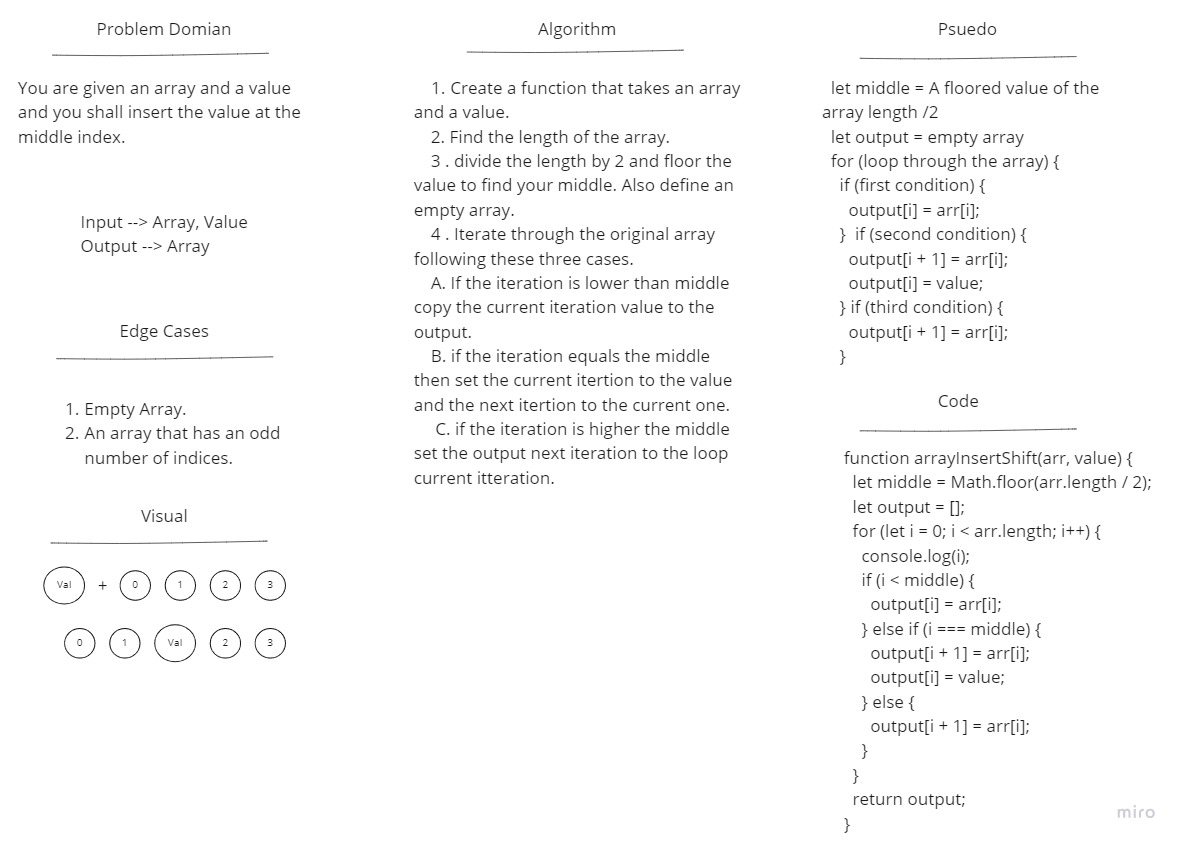 Problem Domian
You are given an array and a value
and you shall insert the value at the
middle index.
Input --> Array, Value
Output --> Array
Edge Cases
1. Empty Array.
2. An array that has an odd
number of indices.
Visual
Val + 0 1 2 3
0 1 Val 2 3
Algorithm
1. Create a function that takes an array
and a value.
2. Find the length of the array.
3 . divide the length by 2 and floor the
value to find your middle. Also define an
empty array.
4 . Iterate through the original array
following these three cases.
A. If the iteration is lower than middle
copy the current iteration value to the
output.
B. if the iteration equals the middle
then set the current itertion to the value
and the next itertion to the current one.
C. if the iteration is higher the middle
set the output next iteration to the loop
current itteration.
Psuedo
let middle = A floored value of the
array length /2
let output = empty array
for (loop through the array) {
if (first condition) {
output[i] = arr[i];
} if (second condition) {
output[i + 1] = arr[i];
output[i] = value;
} if (third condition) {
output[i + 1] = arr[i];
}
Code
function arrayInsertShift(arr, value) {
let middle = Math.floor(arr.length / 2);
let output = [];
for (let i = 0; i < arr.length; i++) {
console.log(i);
if (i < middle) {
output[i] = arr[i];
} else if (i === middle) {
output[i + 1] = arr[i];
output[i] = value;
} else {
output[i + 1] = arr[i];
}
}
return output;
}
miro